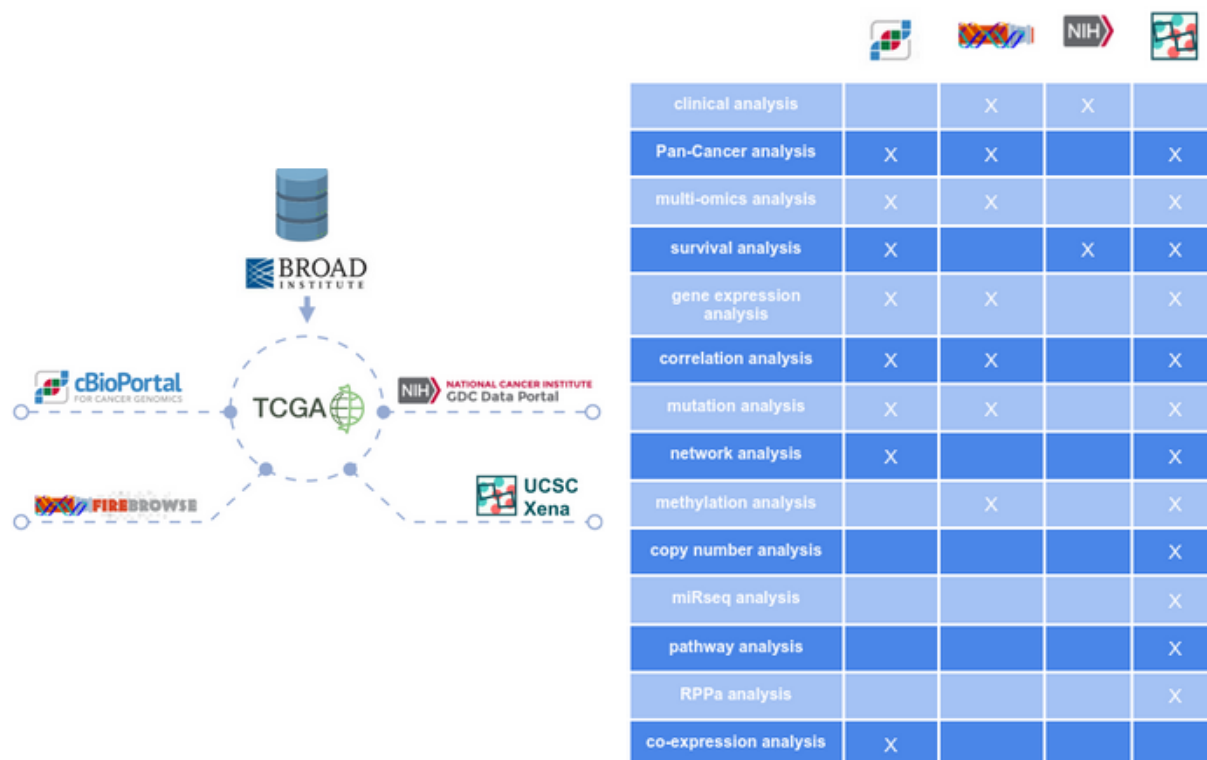 BROAD
INSTITUTE
cBioPortal
FOR CANCER GENOMICS
TCGA
NIH NATIONAL CANCER INSTITUTE
GDC Data Portal
FIREBROWSE
UCSC
Xena
NIH
clinical analysis X X
Pan-Cancer analysis X X X
multi-omics analysis X X X
survival analysis X X X
gene expression
analysis X X X
correlation analysis X X X
mutation analysis X X X
network analysis X X
methylation analysis X X
copy number analysis X
miRseq analysis X
pathway analysis X
RPPa analysis X
co-expression analysis X